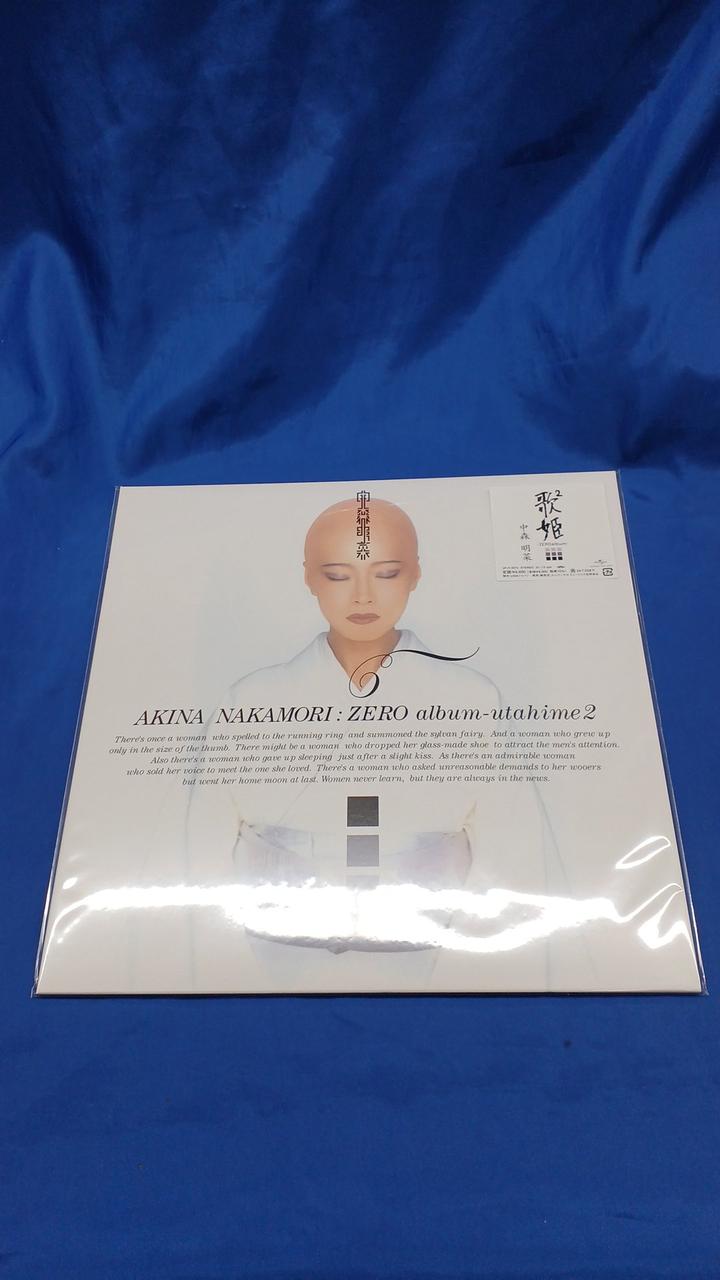 中森明菜
歌姫2
中森 明菜
-ZERO album-
AKINA NAKAMORI : ZERO album-utahime 2
There's once a woman who spelled to the running ring and summoned the sylvan fairy. And a woman who grew up
only in the size of the thumb. There might be a woman who dropped her glass-made shoe to attract the men's attention.
Also there's a woman who gave up sleeping just after a slight kiss. As there's an admirable woman
who sold her voice to meet the one she loved. There's a woman who asked unreasonable demands to her wooers
but went her home moon at last. Women never learn, but they are always in the news.